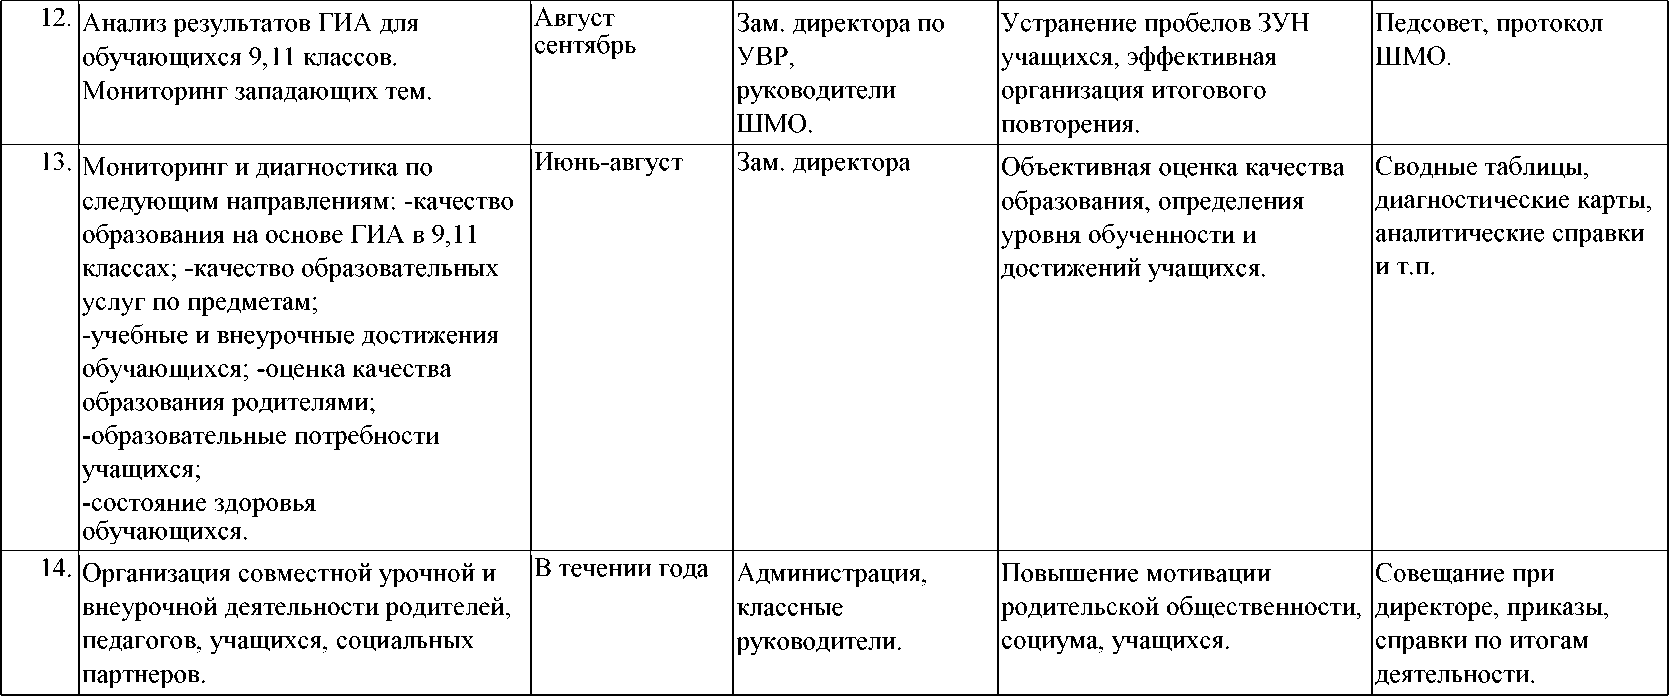 12.
Анализ результатов ГИА для
обучающихся 9,11 классов.
Мониторинг западающих тем.
Август
сентябрь
Зам. директора по
УВР,
руководители
ШМО.
Устранение пробелов ЗУН
учащихся, эффективная
организация итогового
повторения.
Педсовет, протокол
ШМО.
13.
Мониторинг и диагностика по
следующим направлениям: -качество
образования на основе ГИА в 9,11
классах; -качество образовательных
услуг по предметам;
-учебные и внеурочные достижения
обучающихся; -оценка качества
образования родителями;
-образовательные потребности
учащихся;
-состояние здоровья
обучающихся.
Июнь-август
Зам. директора
Объективная оценка качества
образования, определения
уровня обученности и
достижений учащихся.
Сводные таблицы,
диагностические карты,
аналитические справки
и т.п.
14.
Организация совместной урочной и
внеурочной деятельности родителей,
педагогов, учащихся, социальных
партнеров.
В течении года
Администрация,
классные
руководители.
Повышение мотивации
родительской общественности,
социума, учащихся.
Совещание при
директоре, приказы,
справки по итогам
деятельности.